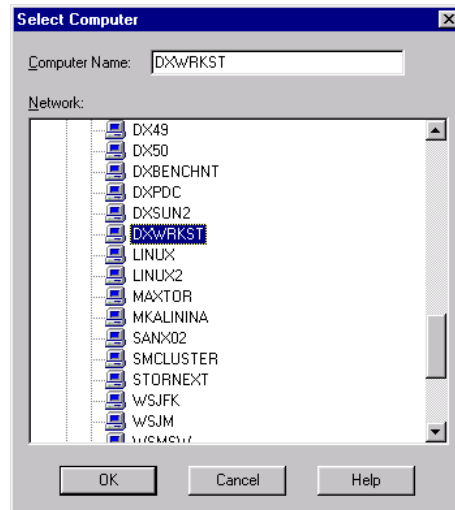 Select Computer
Computer Name: DXWRKST
Network:
DX49
DX50
DXBENCHNT
DXPDC
DXSUN2
DXWRKST
LINUX
LINUX2
MAXTOR
MKALININA
SANX02
SMCLUSTER
STORNEXT
WSJFK
WSJM
OK Cancel Help